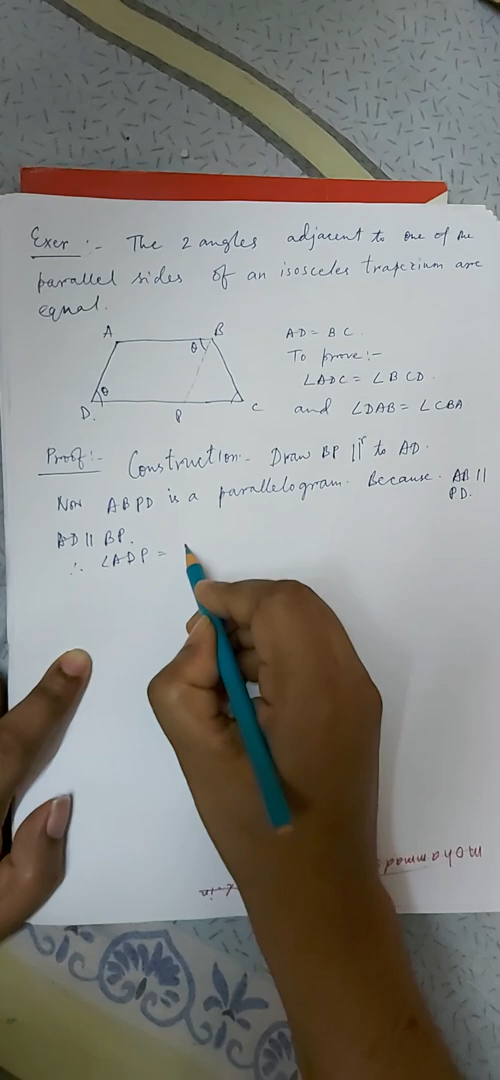 Exer :- The 2 angles adjacent to one of the
parallel sides of an isosceles trapezium are
equal.
A B
θ
θ
D. P C
AD = BC.
To prove :-
∠ADC = ∠BCD.
and ∠DAB = ∠CBA
Proof :- Construction - Draw BP ||r to AD.
Now ABPD is a parallelogram. Because. AB ||
PD.
AD || BP.
∴ ∠ADP =
mohammad